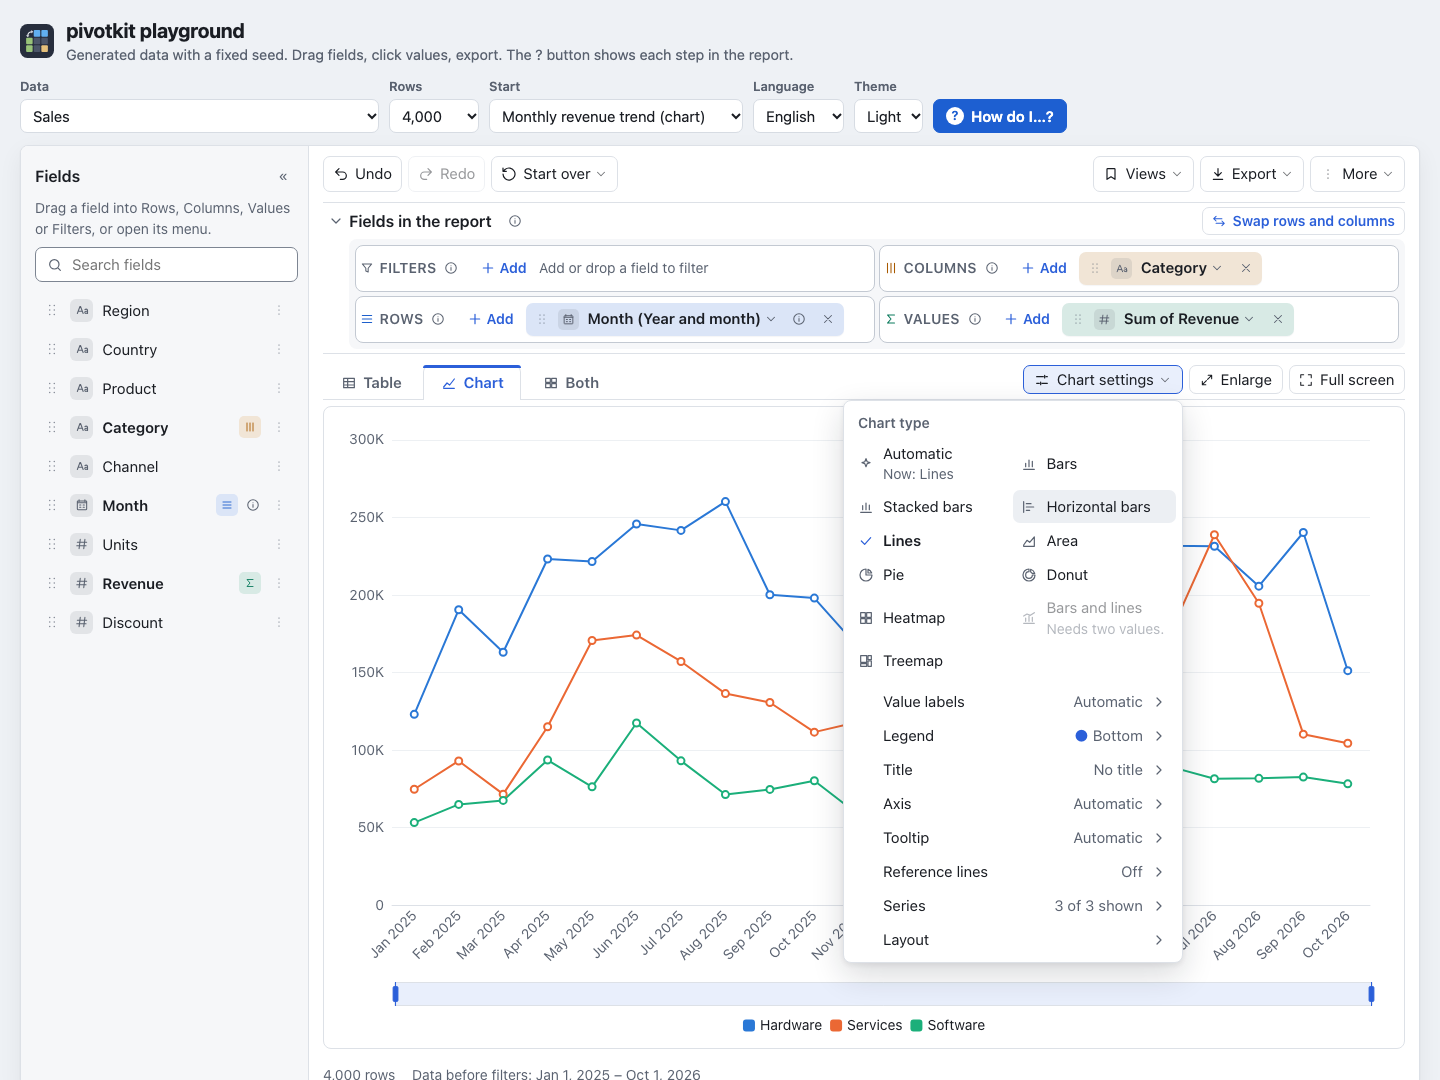 pivotkit playground
Generated data with a fixed seed. Drag fields, click values, export. The ? button shows each step in the report.
Data
Rows
Start
Language
Theme
Sales
4,000
Monthly revenue trend (chart)
English
Light
? How do I...?
Fields
«
Drag a field into Rows, Columns, Values
or Filters, or open its menu.
Search fields
Aa Region
Aa Country
Aa Product
Aa Category
Aa Channel
Month
# Units
# Revenue Σ
# Discount
Undo
Redo
Start over
Views
Export
More
Fields in the report
Swap rows and columns
FILTERS
+ Add
Add or drop a field to filter
COLUMNS
+ Add
Aa Category
ROWS
+ Add
Month (Year and month)
Σ VALUES
+ Add
# Sum of Revenue
Table
Chart
Both
Chart settings
Enlarge
Full screen
300K
250K
200K
150K
100K
50K
0
Jan 2025
Feb 2025
Mar 2025
Apr 2025
May 2025
Jun 2025
Jul 2025
Aug 2025
Sep 2025
Oct 2025
Nov
2026
Aug 2026
Sep 2026
Oct 2026
Chart type
Automatic
Now: Lines
Bars
Stacked bars
Horizontal bars
Lines
Area
Pie
Donut
Heatmap
Bars and lines
Needs two values.
Treemap
Value labels Automatic
Legend Bottom
Title No title
Axis Automatic
Tooltip Automatic
Reference lines Off
Series 3 of 3 shown
Layout
Hardware Services Software
4,000 rows Data before filters: Jan 1, 2025 – Oct 1, 2026